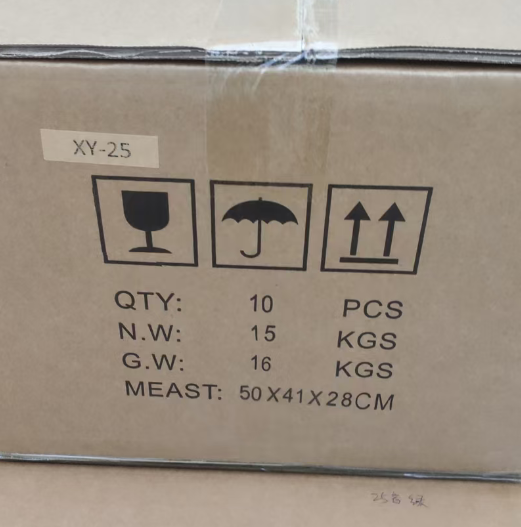 XY-25
QTY: 10 PCS
N.W: 15 KGS
G.W: 16 KGS
MEAST: 50X41X28CM